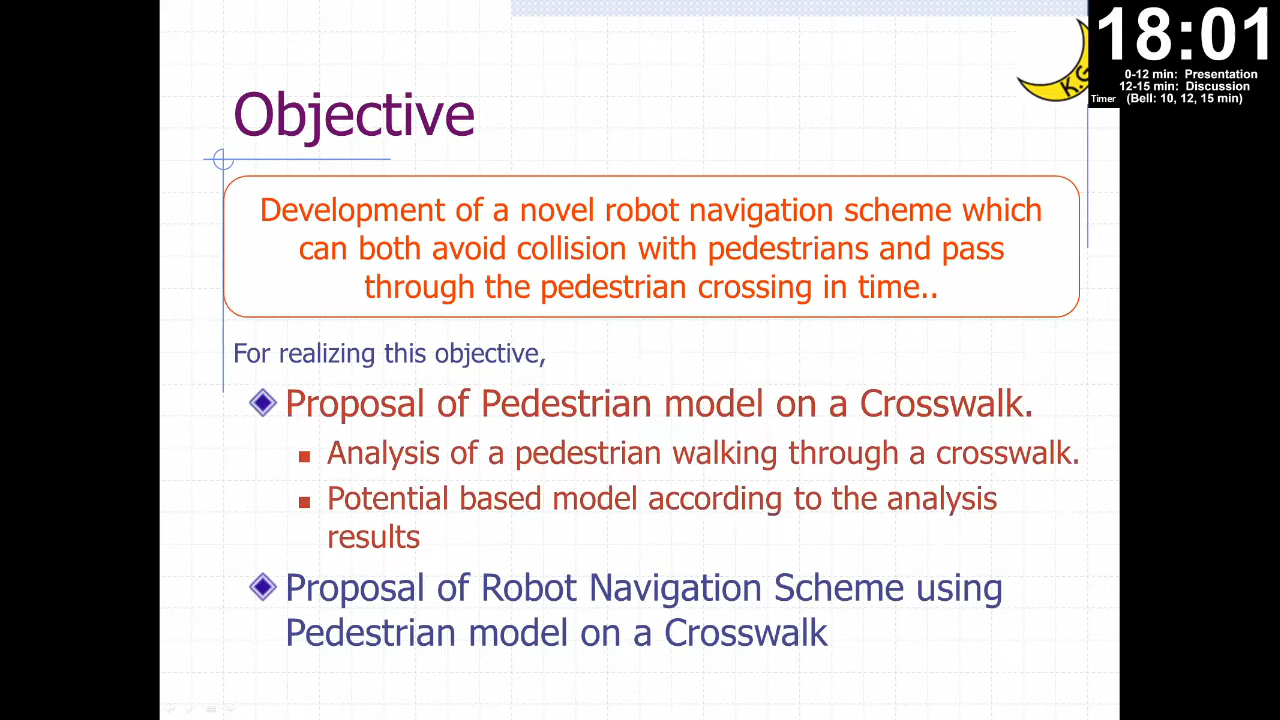 18:01
0-12 min: Presentation
12-15 min: Discussion
Timer (Bell: 10, 12, 15 min)
K.G
Objective
Development of a novel robot navigation scheme which
can both avoid collision with pedestrians and pass
through the pedestrian crossing in time..
For realizing this objective,
Proposal of Pedestrian model on a Crosswalk.
Analysis of a pedestrian walking through a crosswalk.
Potential based model according to the analysis
results
Proposal of Robot Navigation Scheme using
Pedestrian model on a Crosswalk